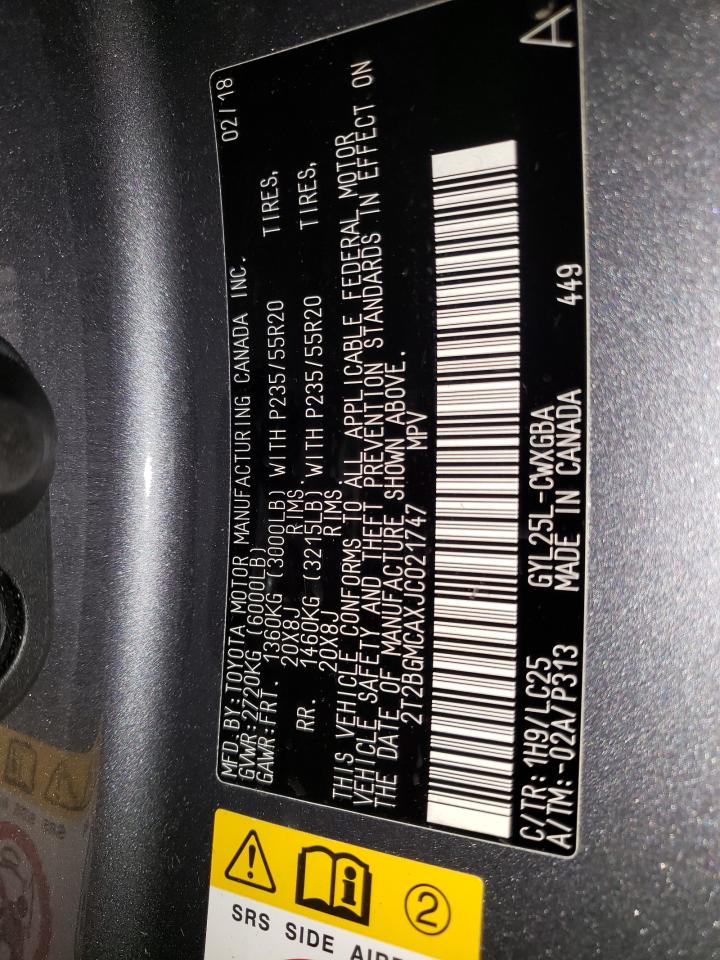 MFD. BY: TOYOTA MOTOR MANUFACTURING CANADA INC. 02/18
GVWR: 2720KG (6000LB)
GAWR: FRT. 1360KG (3000LB) WITH P235/55R20 TIRES,
20X8J RIMS.
RR. 1460KG (3215LB) WITH P235/55R20 TIRES,
20X8J RIMS
THIS VEHICLE CONFORMS TO ALL APPLICABLE FEDERAL MOTOR
VEHICLE SAFETY AND THEFT PREVENTION STANDARDS IN EFFECT ON
THE DATE OF MANUFACTURE SHOWN ABOVE.
2T2BGMCAXJC021747 MPV
C/TR: 1H9/LC25 GYL25L-CWXGBA A
A/TM: -02A/P313 MADE IN CANADA 449
2
SRS SIDE